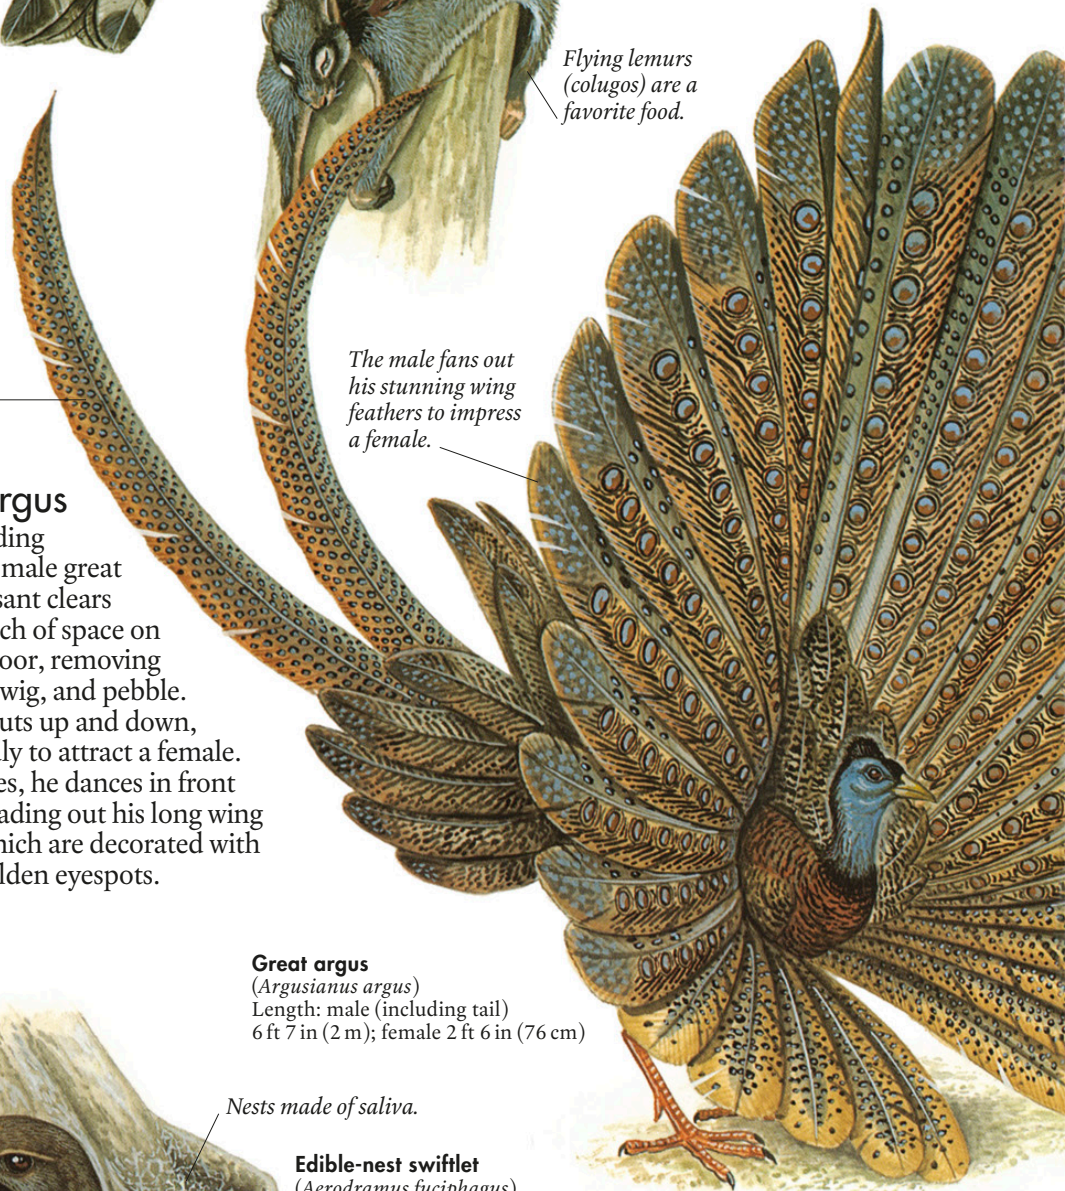 Flying lemurs
(colugos) are a
favorite food.
The male fans out
his stunning wing
feathers to impress
a female.
rgus
ding
male great
sant clears
ch of space on
oor, removing
wig, and pebble.
uts up and down,
ly to attract a female.
es, he dances in front
ading out his long wing
hich are decorated with
lden eyespots.
Great argus
(Argusianus argus)
Length: male (including tail)
6 ft 7 in (2 m); female 2 ft 6 in (76 cm)
Nests made of saliva.
Edible-nest swiftlet
(Aerodramus fuciphagus)